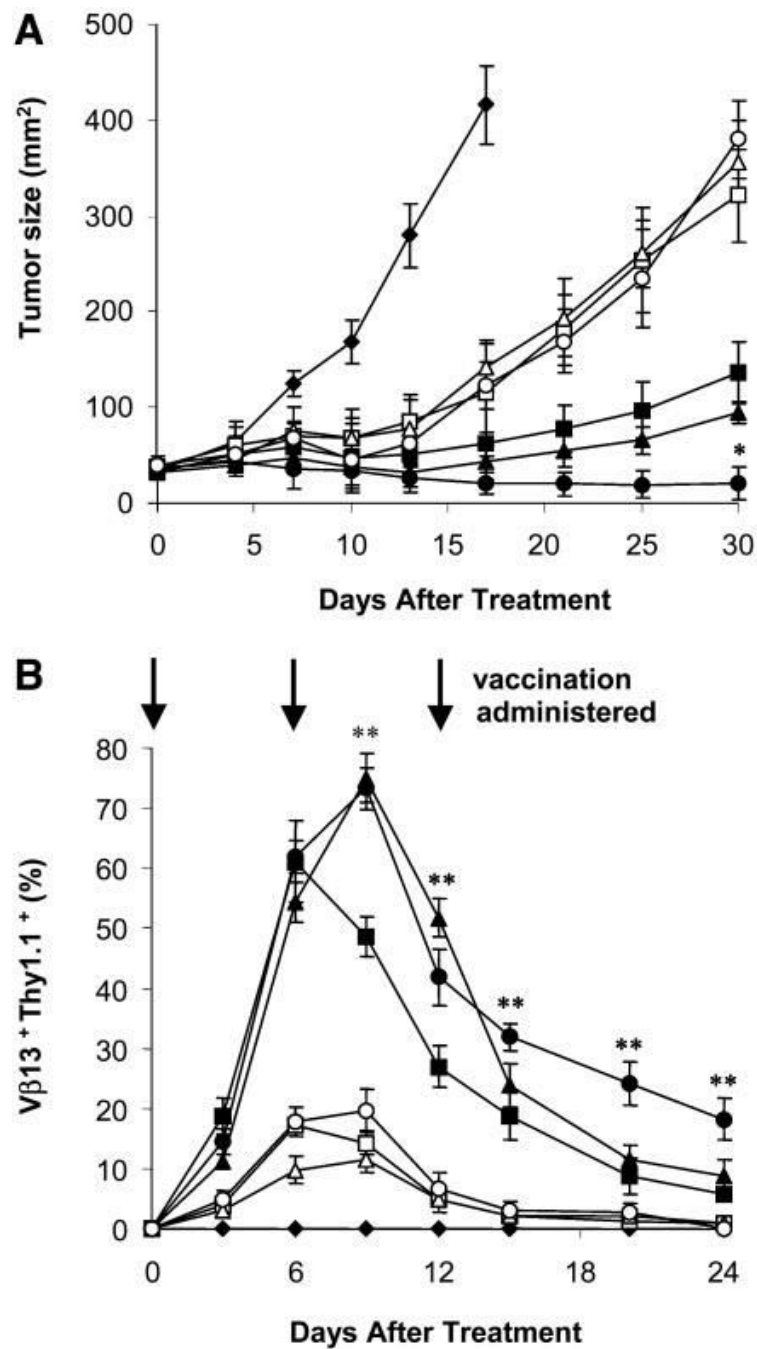 A
500
400
300
200
100
0
Tumor size (mm²)
0 5 10 15 20 25 30
*
Days After Treatment
B
vaccination
administered
80
70
60
50
40
30
20
10
0
Vβ13 ⁺ Thy1.1 ⁺ (%)
** ** ** ** **
0 6 12 18 24
Days After Treatment